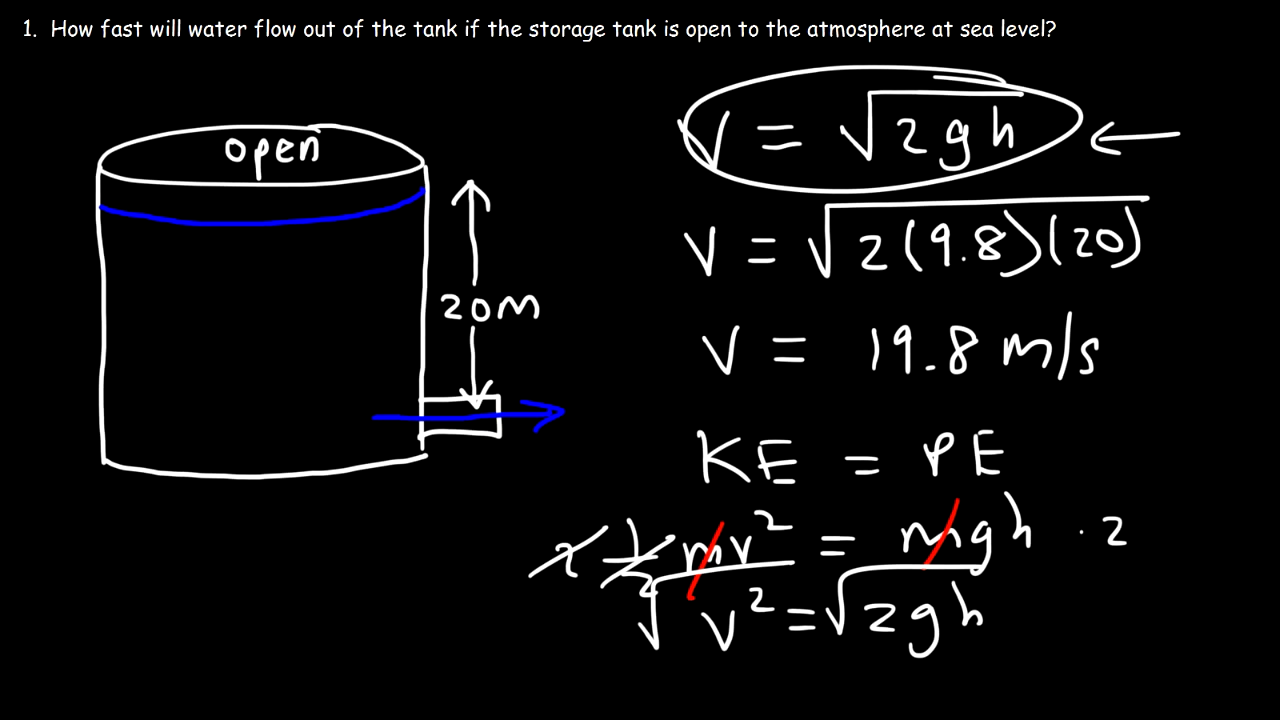 1. How fast will water flow out of the tank if the storage tank is open to the atmosphere at sea level?
open
20m
V = √2gh
V = √2(9.8)(20)
V = 19.8 m/s
KE = PE
2 1/2 mv² = mgh · 2
√v² = √2gh